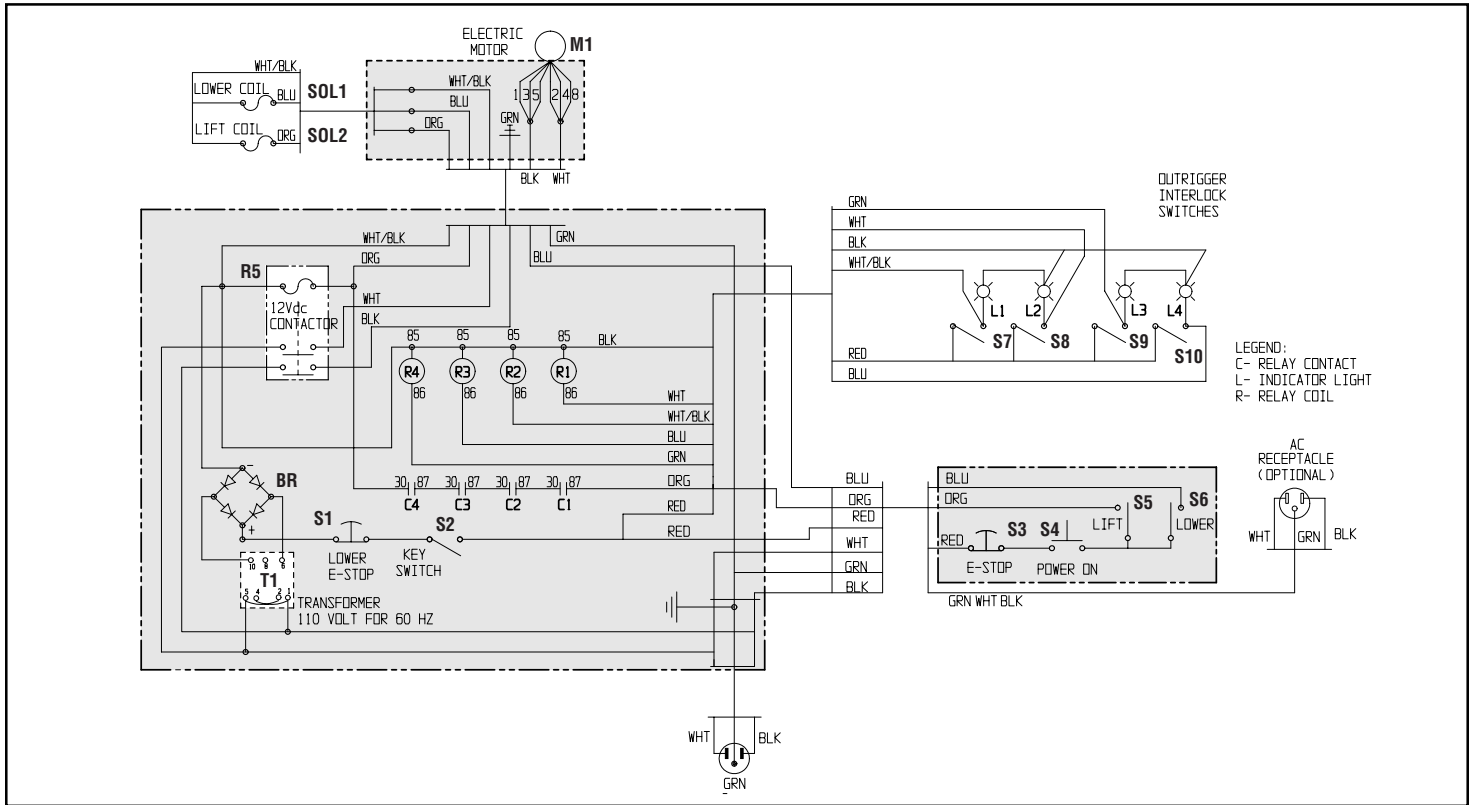 ELECTRIC
MOTOR
M1
WHT/BLK
LOWER COIL
BLU
SOL1
LIFT COIL
ORG
SOL2
WHT/BLK
BLU
ORG
GRN
1 3 5 2 4 8
BLK WHT
OUTRIGGER
INTERLOCK
SWITCHES
GRN
WHT
BLK
WHT/BLK
L1 L2 L3 L4
S7 S8 S9 S10
RED
BLU
LEGEND:
C- RELAY CONTACT
L- INDICATOR LIGHT
R- RELAY COIL
WHT/BLK
GRN
ORG
BLU
R5
12Vdc
CONTACTOR
WHT
BLK
85 85 85 85
BLK
R4 R3 R2 R1
86 86 86 86
WHT
WHT/BLK
BLU
GRN
ORG
30 87 30 87 30 87 30 87
C4 C3 C2 C1
RED
RED
BR
-
+
S1
LOWER
E-STOP
S2
KEY
SWITCH
10 8 6
T1
5 4 2 1
TRANSFORMER
110 VOLT FOR 60 HZ
BLU
ORG
RED
WHT
GRN
BLK
BLU
ORG
S5
S6
LIFT
LOWER
RED
S3
S4
E-STOP
POWER ON
GRN WHT BLK
AC
RECEPTACLE
(OPTIONAL)
WHT GRN BLK
WHT
BLK
GRN